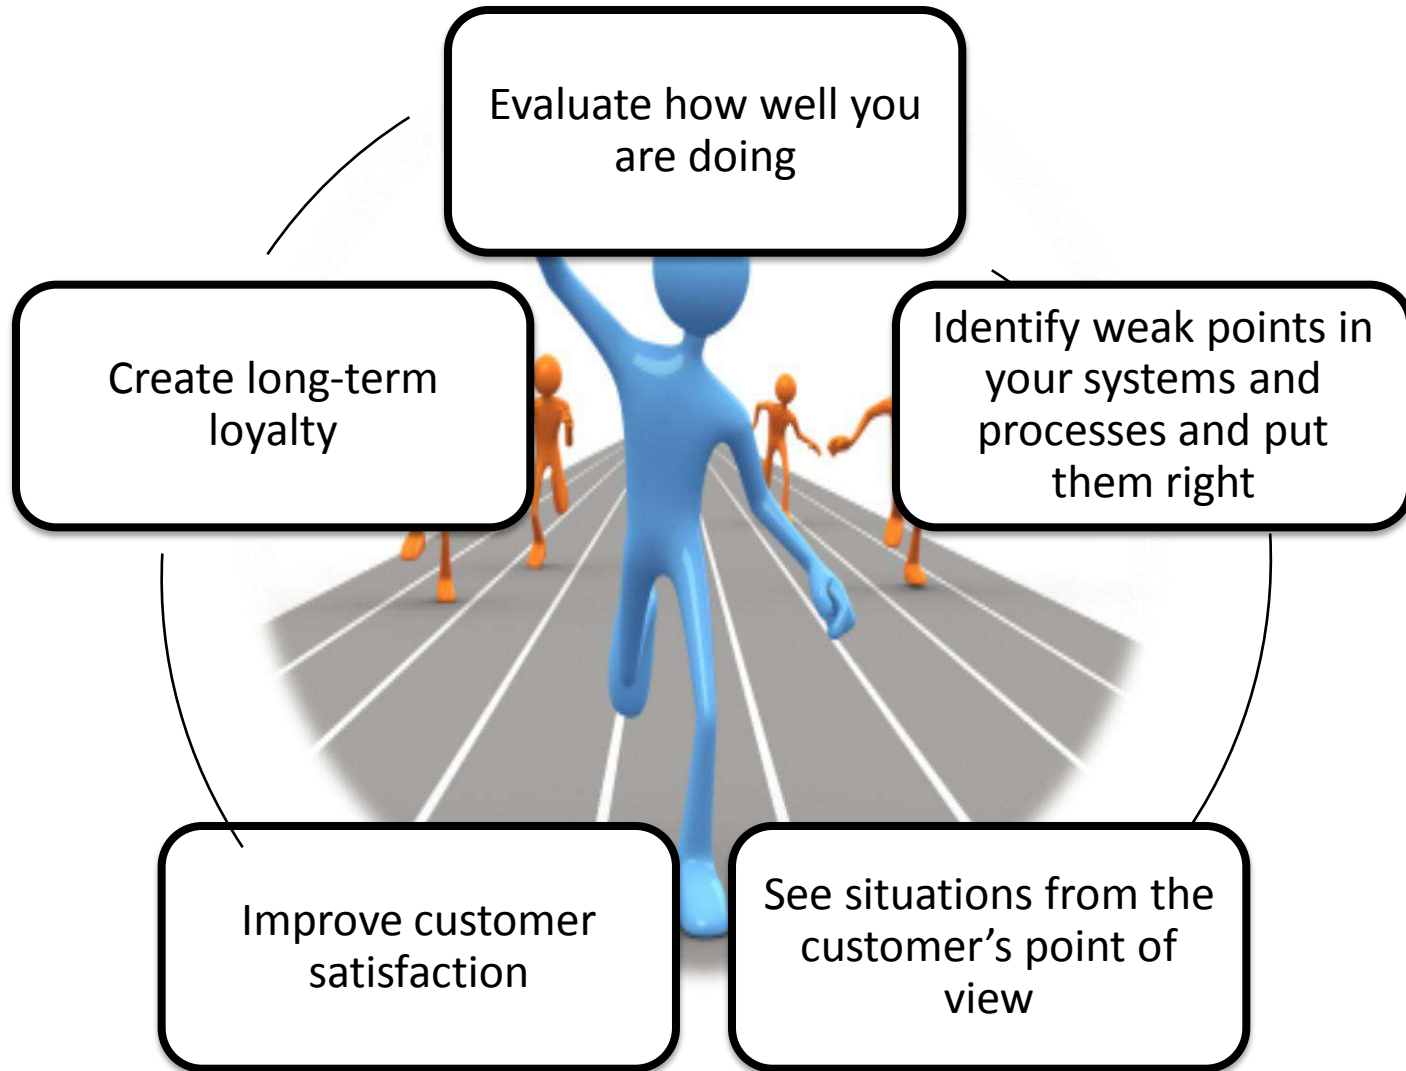 Evaluate how well you
are doing
Identify weak points in
your systems and
processes and put
them right
See situations from the
customer’s point of
view
Improve customer
satisfaction
Create long-term
loyalty